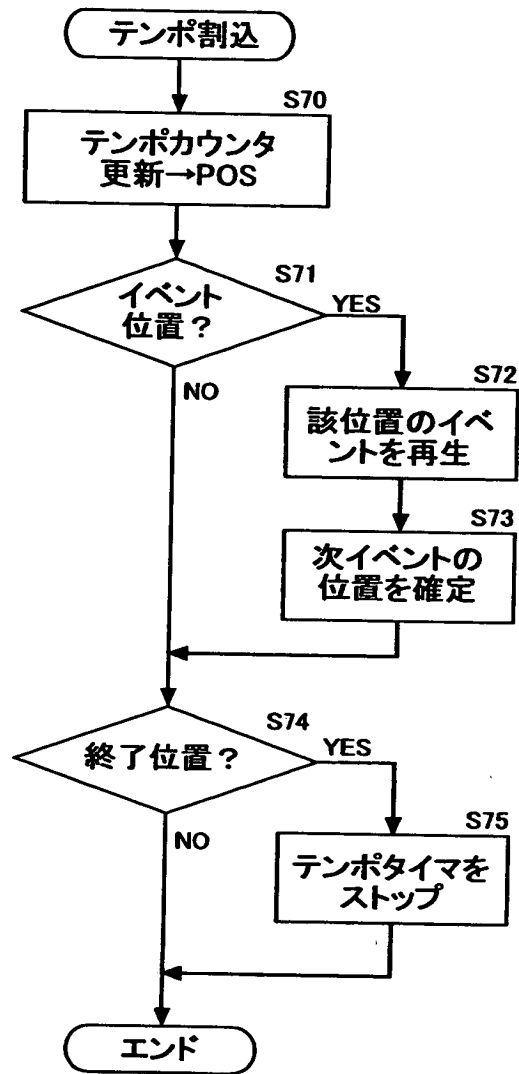 テンポ割込
S70
テンポカウンタ
更新→POS
S71
イベント
位置？
YES
NO
S72
該位置のイベ
ントを再生
S73
次イベントの
位置を確定
S74
終了位置？
YES
NO
S75
テンポタイマを
ストップ
エンド